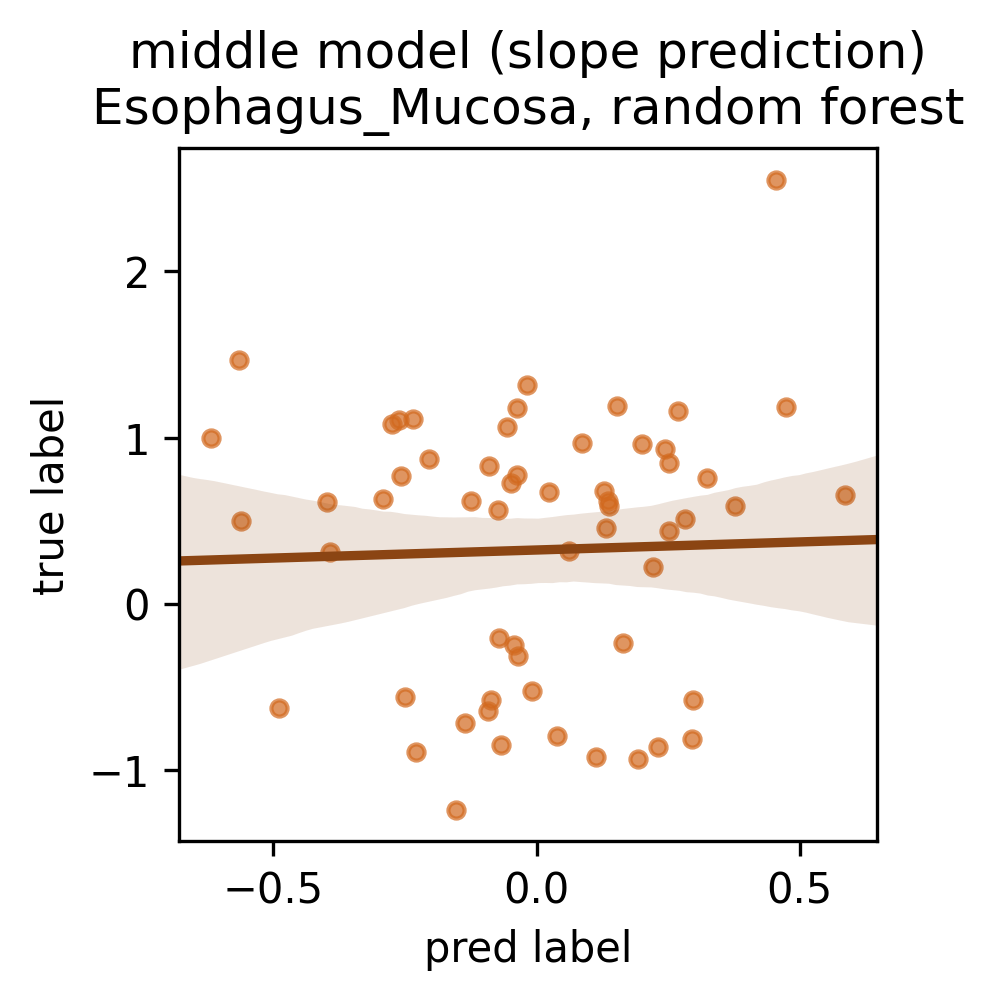 middle model (slope prediction)
Esophagus_Mucosa, random forest
2
1
0
−1
true label
−0.5
0.0
0.5
pred label